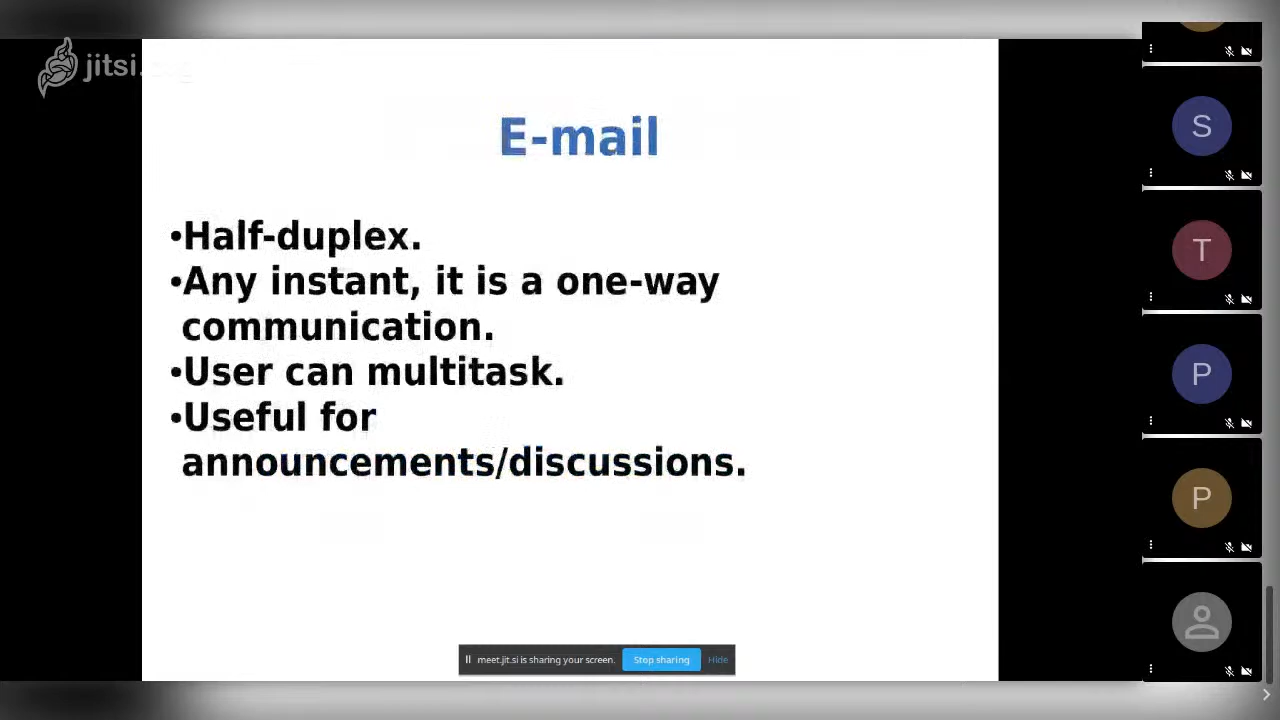 jitsi.org
E-mail
•Half-duplex.
•Any instant, it is a one-way
communication.
•User can multitask.
•Useful for
announcements/discussions.
S
T
P
P
meet.jit.si is sharing your screen. Stop sharing Hide